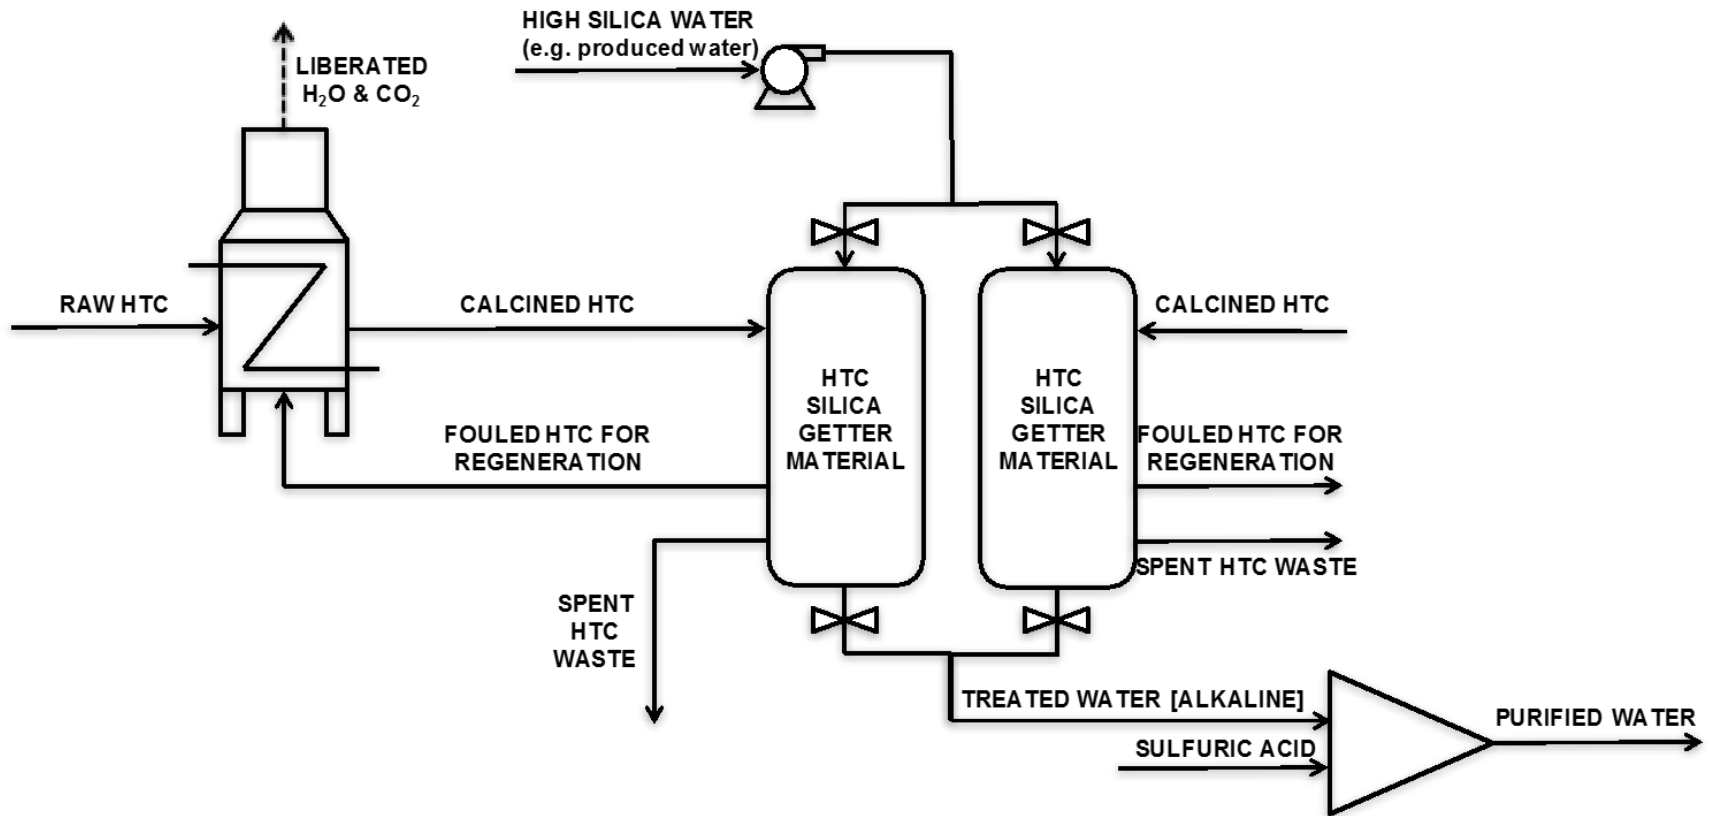 HIGH SILICA WATER
(e.g. produced water)
LIBERATED
H₂O & CO₂
RAW HTC
CALCINED HTC
CALCINED HTC
HTC
SILICA
GETTER
MATERIAL
HTC
SILICA
GETTER
MATERIAL
FOULED HTC FOR
REGENERATION
FOULED HTC FOR
REGENERATION
SPENT HTC WASTE
SPENT
HTC
WASTE
TREATED WATER [ALKALINE]
SULFURIC ACID
PURIFIED WATER